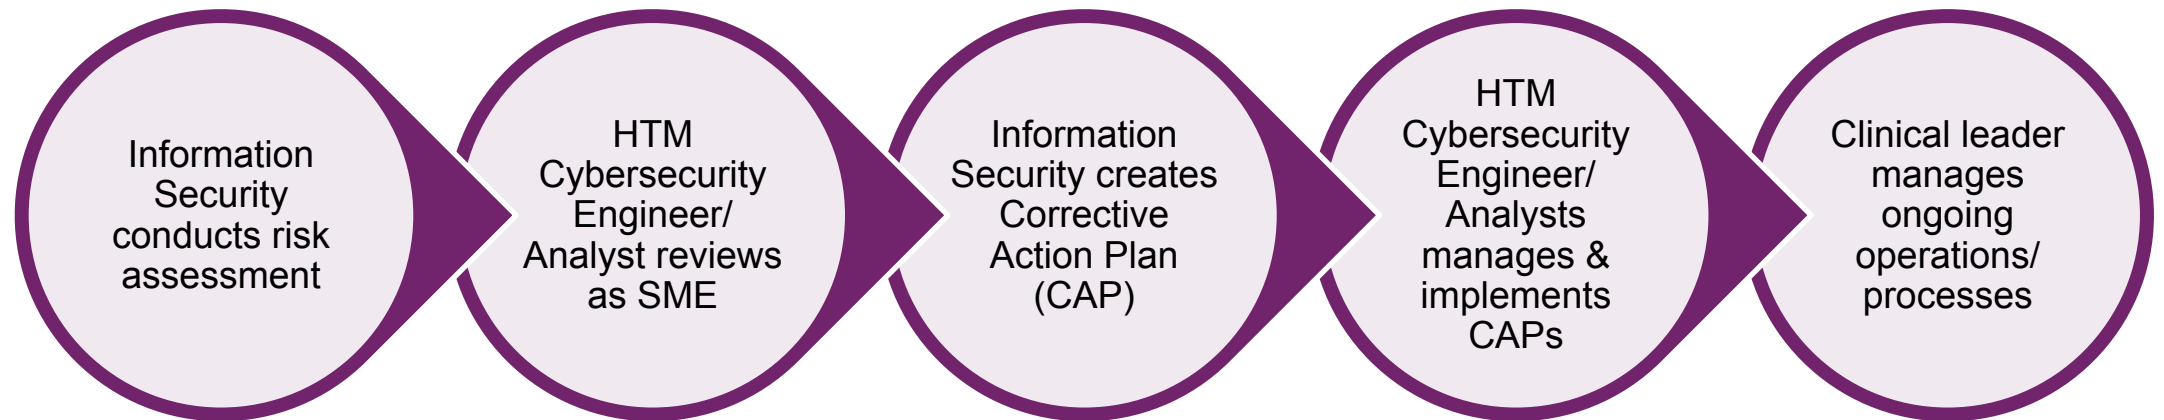 Information
Security
conducts risk
assessment
HTM
Cybersecurity
Engineer/
Analyst reviews
as SME
Information
Security creates
Corrective
Action Plan
(CAP)
HTM
Cybersecurity
Engineer/
Analysts
manages &
implements
CAPs
Clinical leader
manages
ongoing
operations/
processes